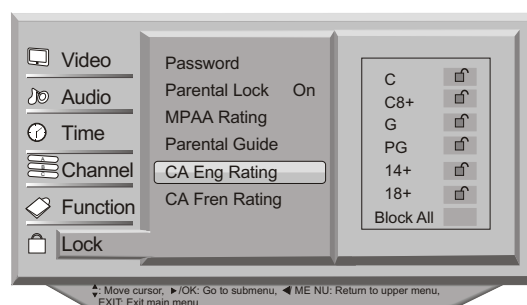 Video
Audio
Time
Channel
Function
Lock
Password
Parental Lock On
MPAA Rating
Parental Guide
CA Eng Rating
CA Fren Rating
C
C8+
G
PG
14+
18+
Block All
: Move cursor, ►/OK: Go to submenu, ◄/ ME NU: Return to upper menu,
EXIT: Exit main menu